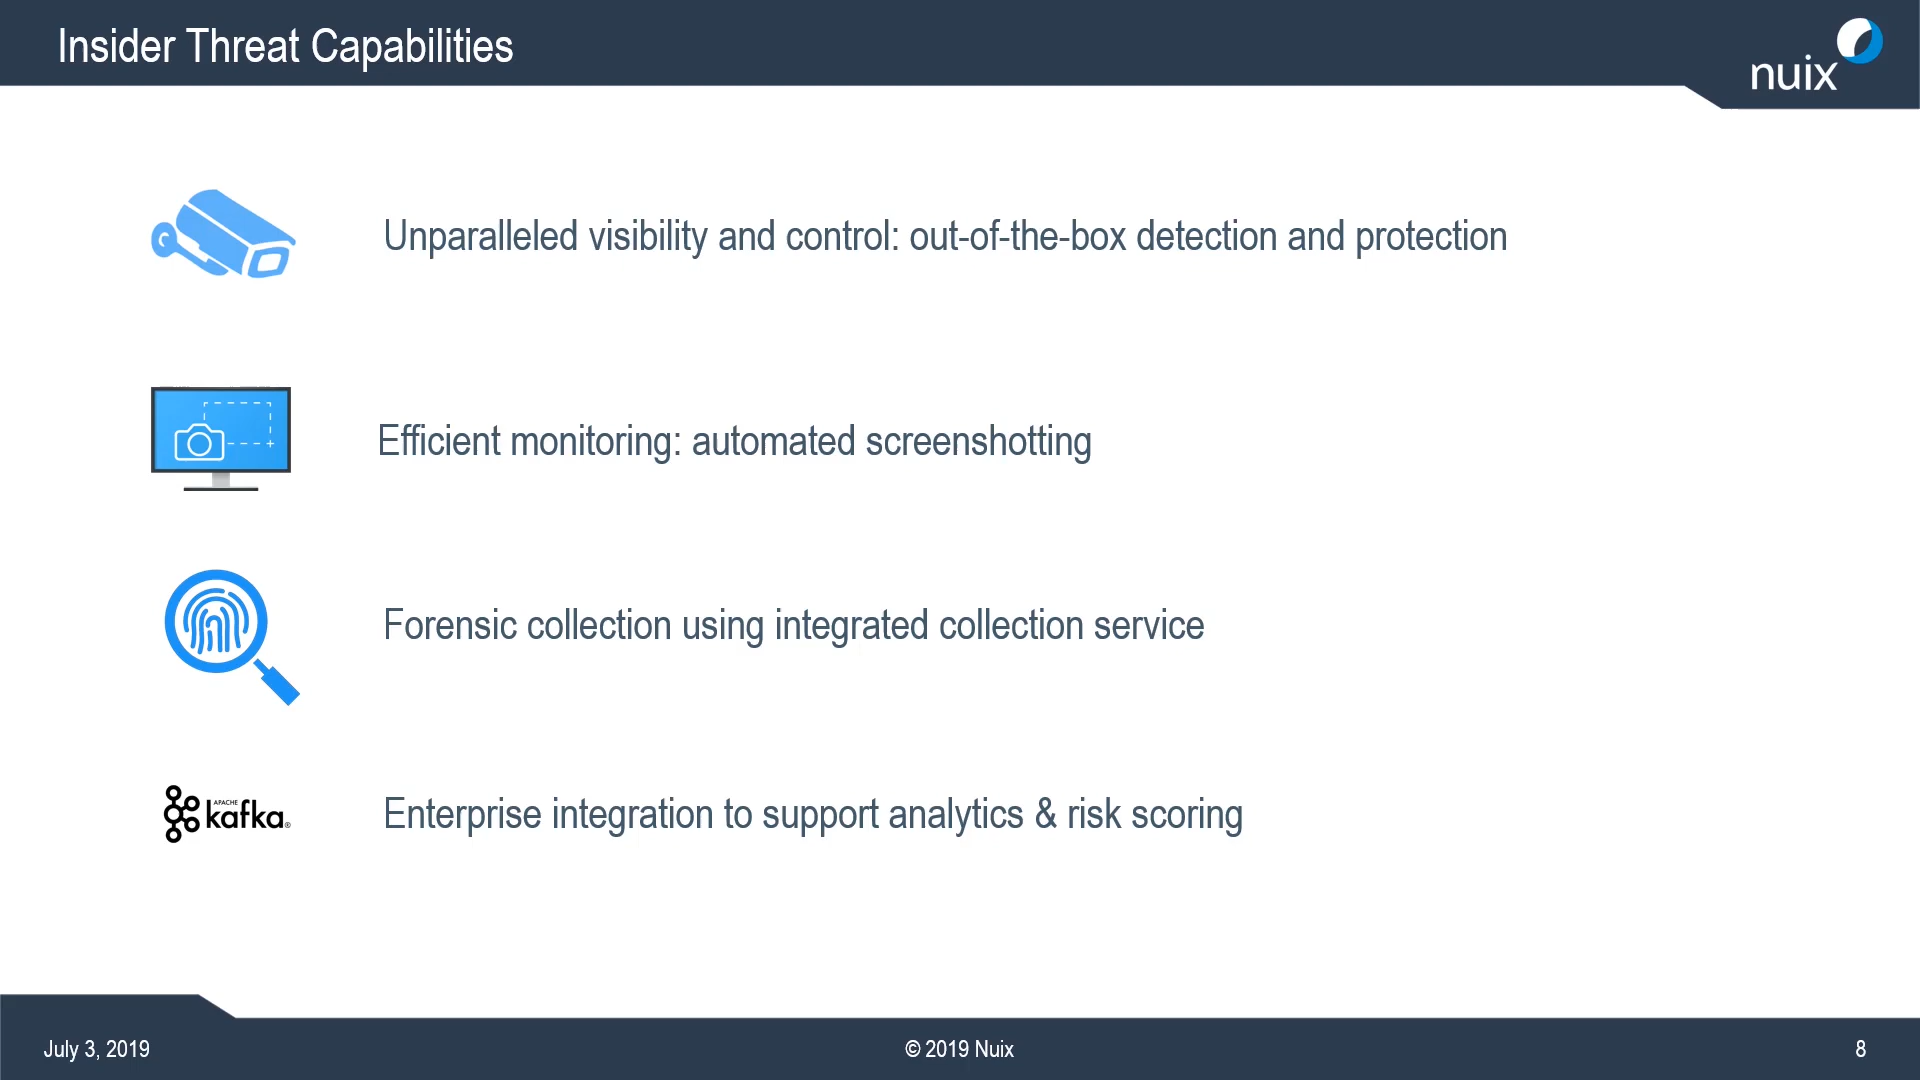 Insider Threat Capabilities
nuix
Unparalleled visibility and control: out-of-the-box detection and protection
Efficient monitoring: automated screenshotting
Forensic collection using integrated collection service
APACHE
kafka®
Enterprise integration to support analytics & risk scoring
July 3, 2019
© 2019 Nuix
8